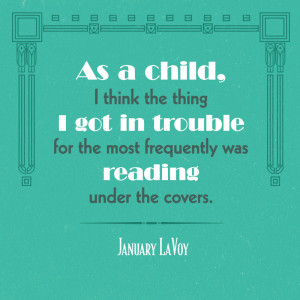 As a child,
I think the thing
I got in trouble
for the most frequently was
reading
under the covers.
January LaVoy